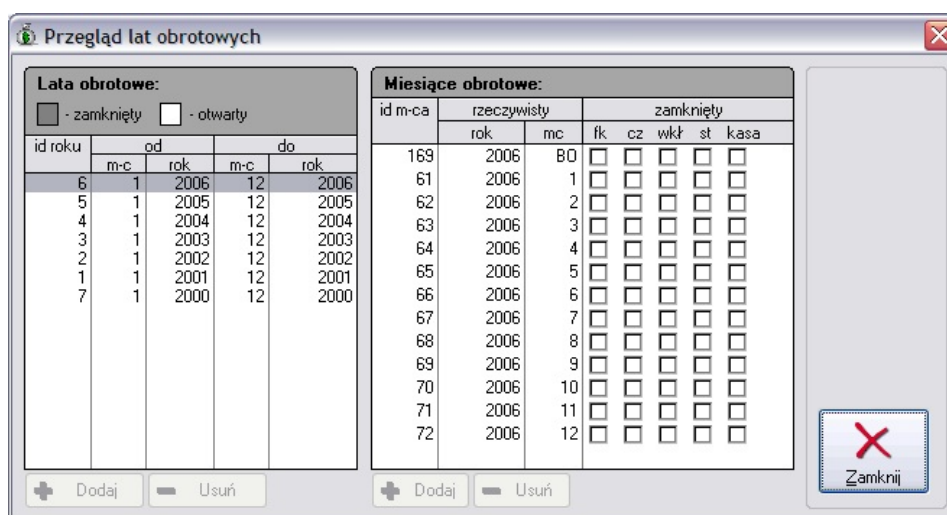 Przegląd lat obrotowych
Lata obrotowe:
- zamknięty - otwarty
id roku od do
m-c rok m-c rok
6 1 2006 12 2006
5 1 2005 12 2005
4 1 2004 12 2004
3 1 2003 12 2003
2 1 2002 12 2002
1 1 2001 12 2001
7 1 2000 12 2000
Dodaj Usuń
Miesiące obrotowe:
id m-ca rzeczywisty zamknięty
rok mc fk cz wkł st kasa
169 2006 BO
61 2006 1
62 2006 2
63 2006 3
64 2006 4
65 2006 5
66 2006 6
67 2006 7
68 2006 8
69 2006 9
70 2006 10
71 2006 11
72 2006 12
Dodaj Usuń
Zamknij